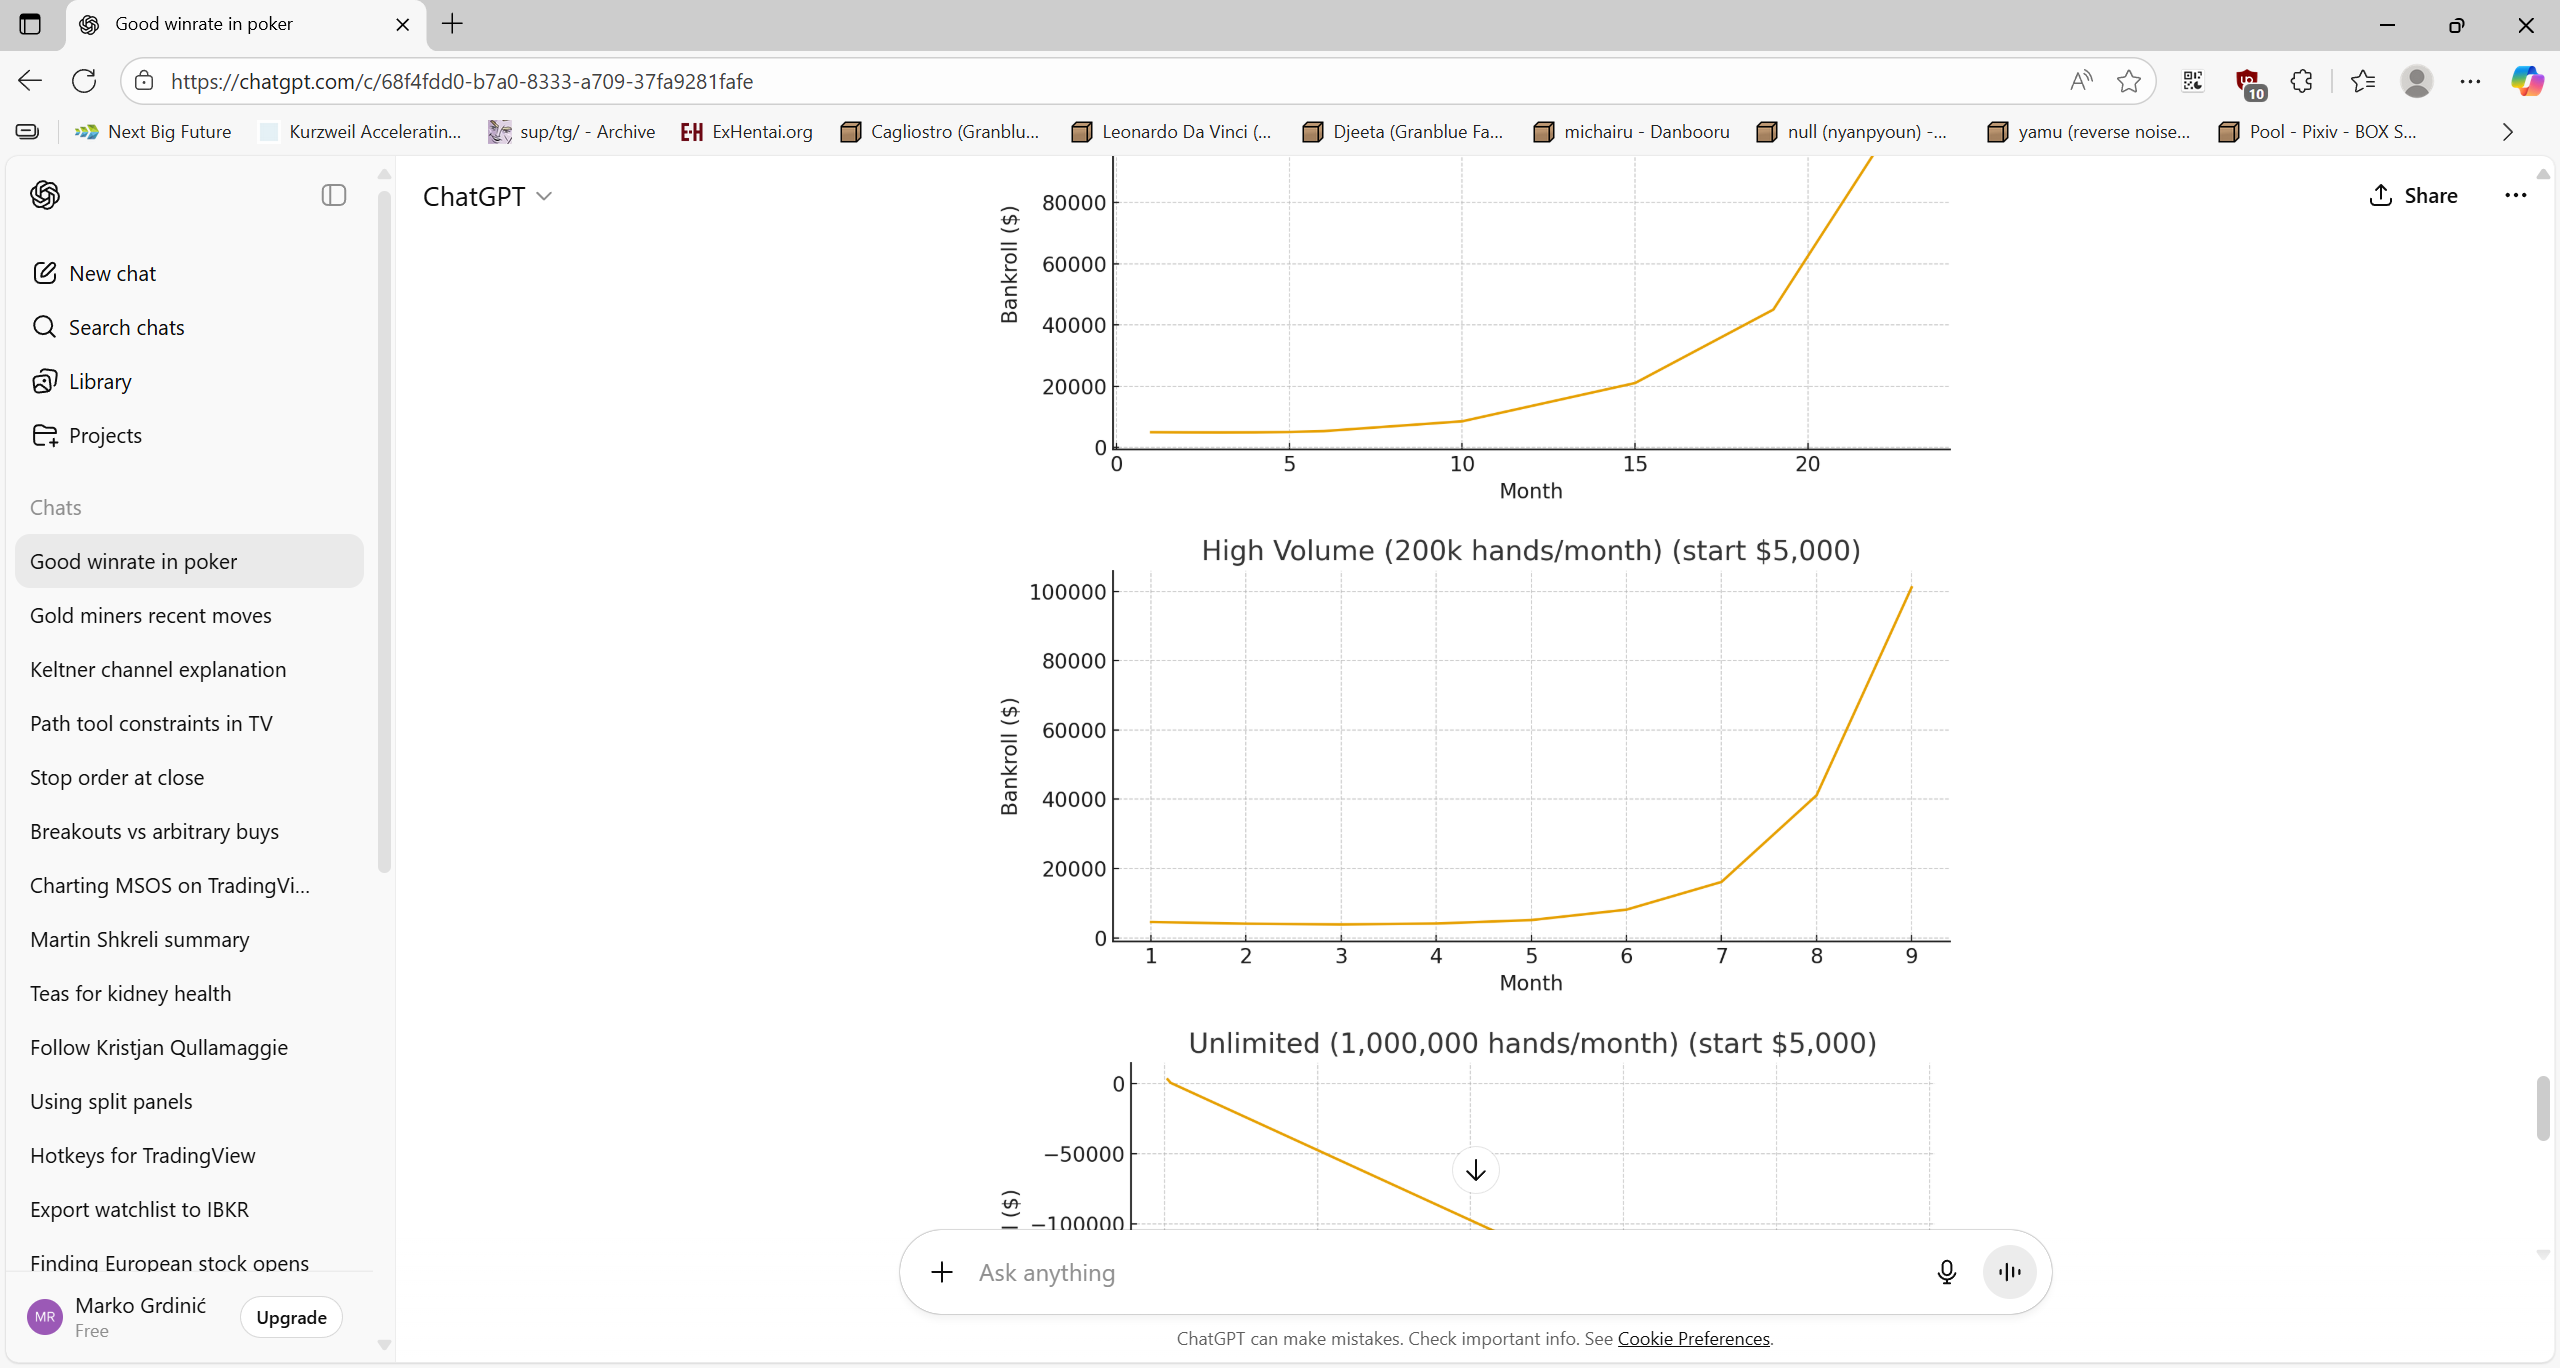 Good winrate in poker
https://chatgpt.com/c/68f4fdd0-b7a0-8333-a709-37fa9281fafe
10
Next Big Future
Kurzweil Acceleratin...
sup/tg/ - Archive
E-H ExHentai.org
Cagliostro (Granblu...
Leonardo Da Vinci (...
Djeeta (Granblue Fa...
michairu - Danbooru
null (nyanpyoun) -...
yamu (reverse noise...
Pool - Pixiv - BOX S...
ChatGPT
Share
New chat
Search chats
Library
Projects
Chats
Good winrate in poker
Gold miners recent moves
Keltner channel explanation
Path tool constraints in TV
Stop order at close
Breakouts vs arbitrary buys
Charting MSOS on TradingVi...
Martin Shkreli summary
Teas for kidney health
Follow Kristjan Qullamaggie
Using split panels
Hotkeys for TradingView
Export watchlist to IBKR
Finding European stock opens
MR
Marko Grdinić
Free
Upgrade
Bankroll ($)
80000
60000
40000
20000
0
0 5 10 15 20
Month
High Volume (200k hands/month) (start $5,000)
Bankroll ($)
100000
80000
60000
40000
20000
0
1 2 3 4 5 6 7 8 9
Month
Unlimited (1,000,000 hands/month) (start $5,000)
0
−50000
−100000
($)
Ask anything
ChatGPT can make mistakes. Check important info. See Cookie Preferences.